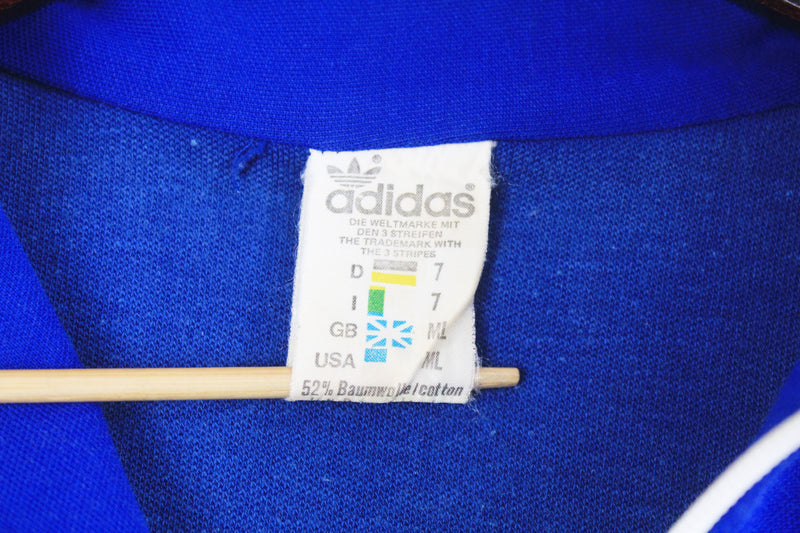 adidas®
DIE WELTMARKE MIT
DEN 3 STREIFEN
THE TRADEMARK WITH
THE 3 STRIPES
D 7
I 7
GB ML
USA ML
52% Baumwolle/cotton